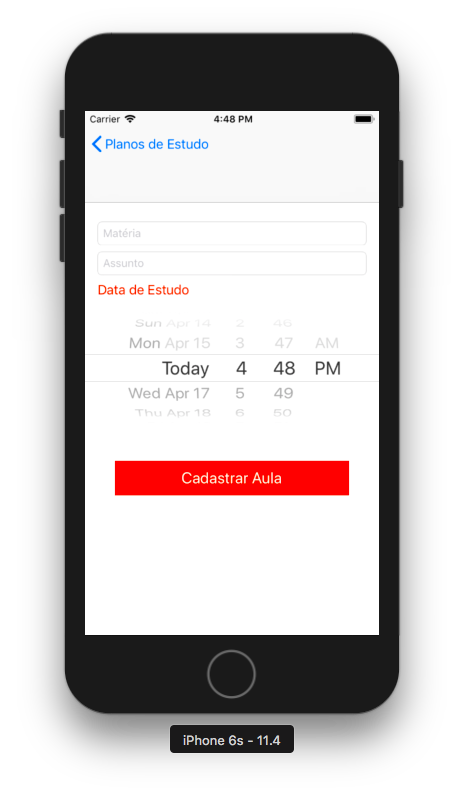 Carrier 4:48 PM
Planos de Estudo
Matéria
Assunto
Data de Estudo
Sun Apr 14 2 46
Mon Apr 15 3 47 AM
Today 4 48 PM
Wed Apr 17 5 49
Thu Apr 18 6 50
Cadastrar Aula
iPhone 6s - 11.4